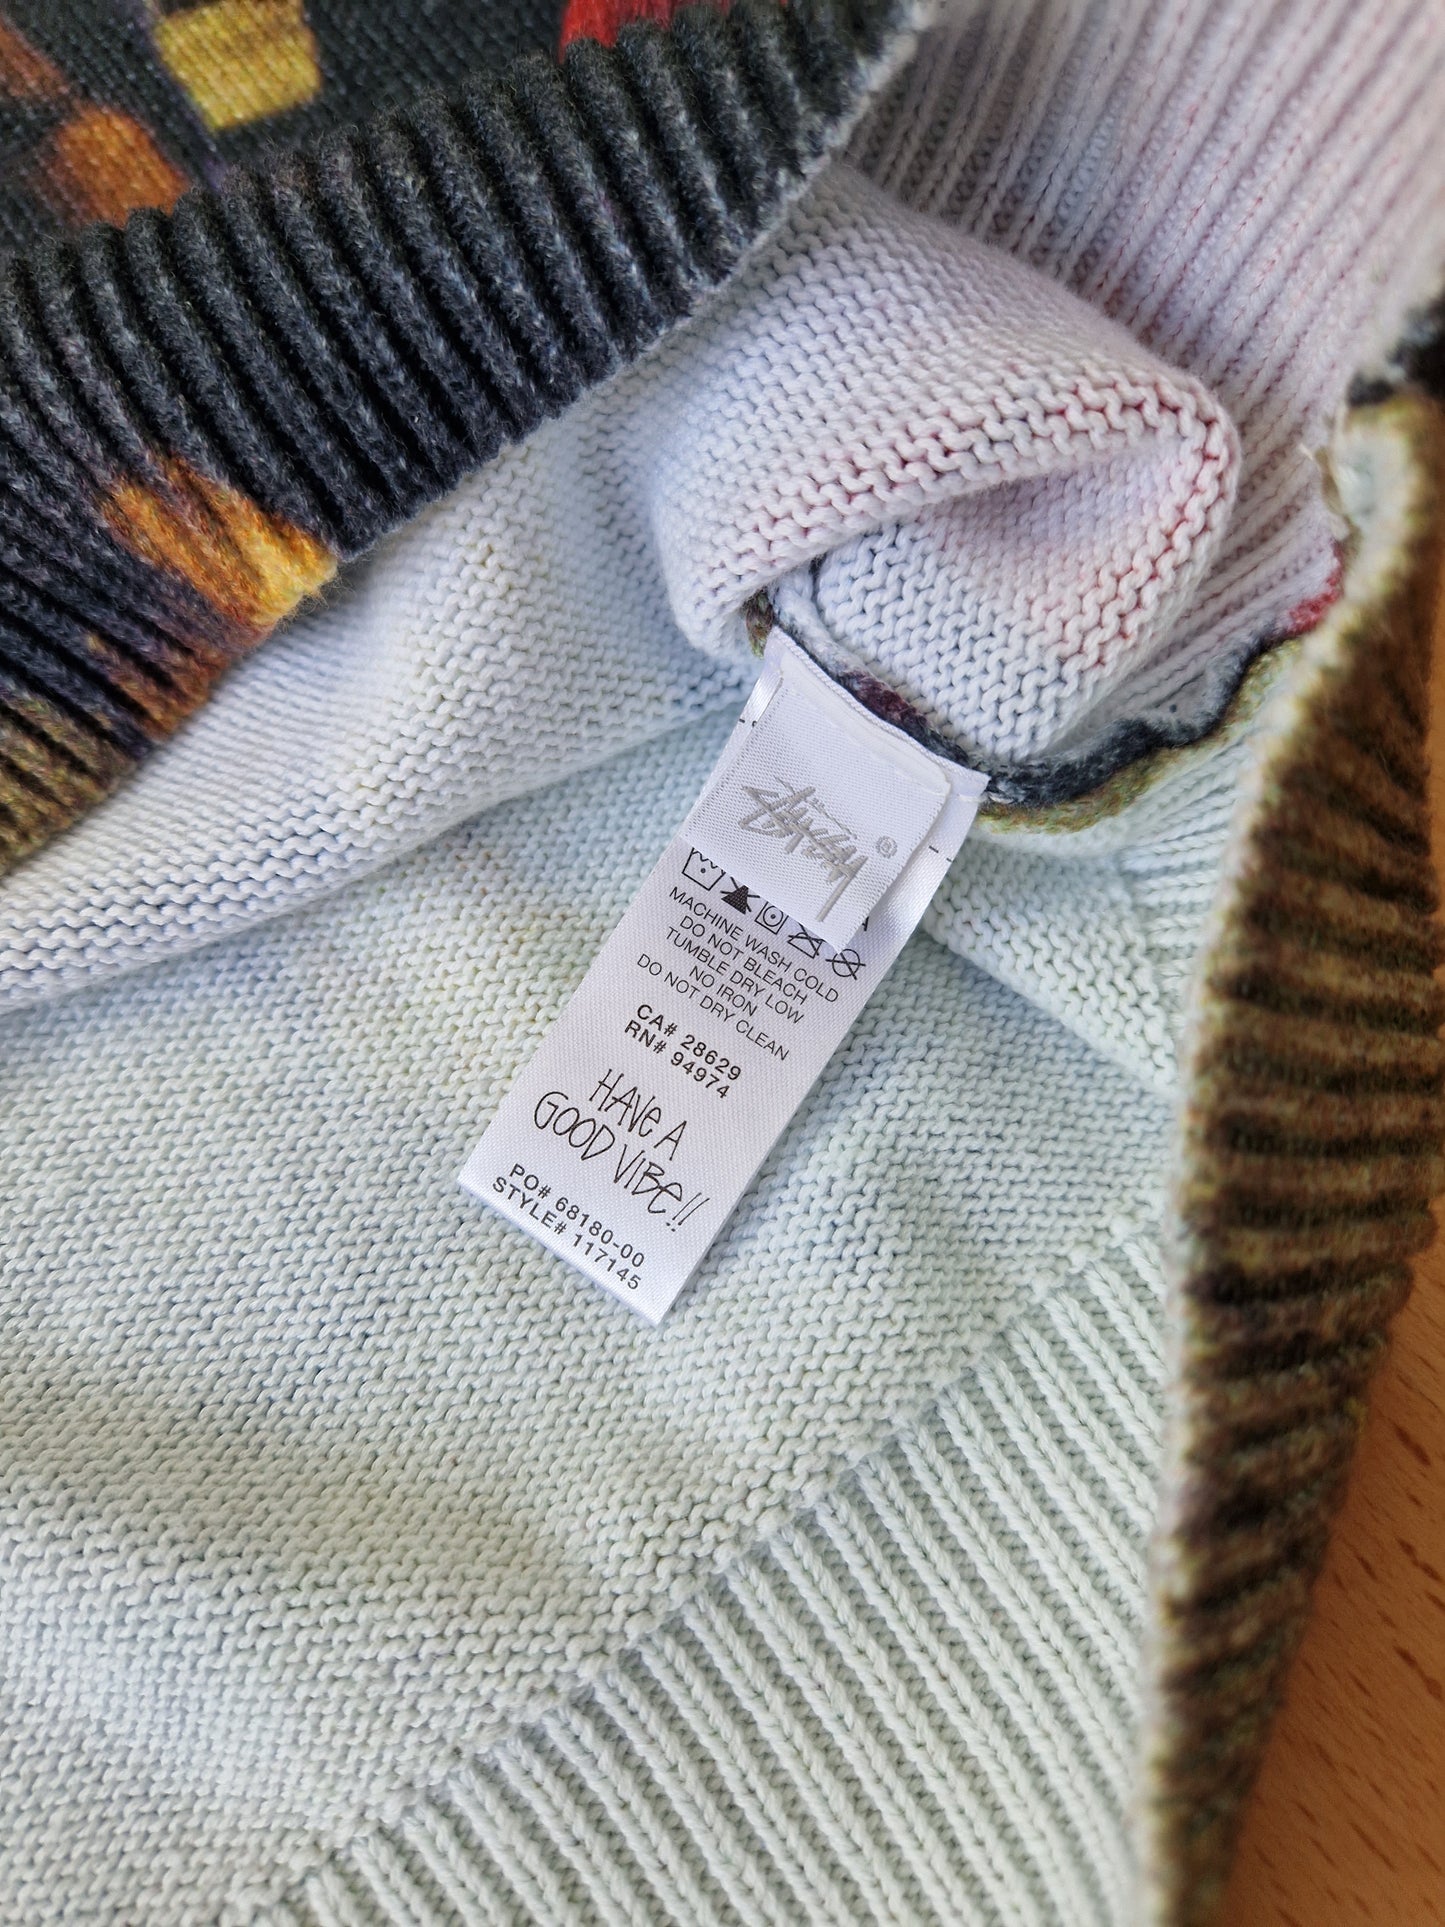 Stüssy ®
MACHINE WASH COLD
DO NOT BLEACH
TUMBLE DRY LOW
NO IRON
DO NOT DRY CLEAN
CA# 28629
RN# 94974
HAVE A
GOOD VIBE!!
PO# 68180-00
STYLE# 117145